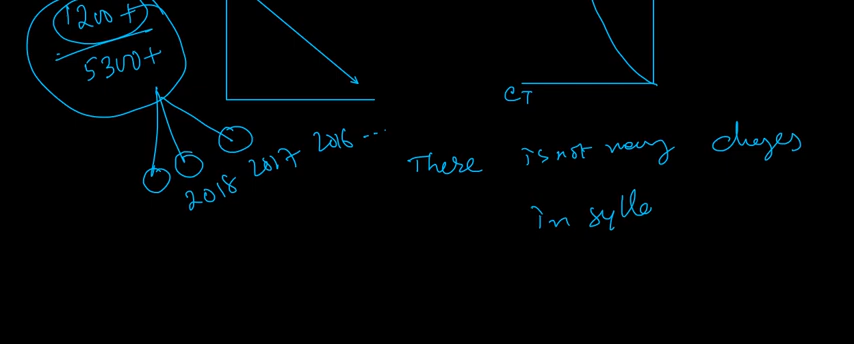 1200+
5300+
CT
2018 2017 2016 ...
There is not many changes
in sylla